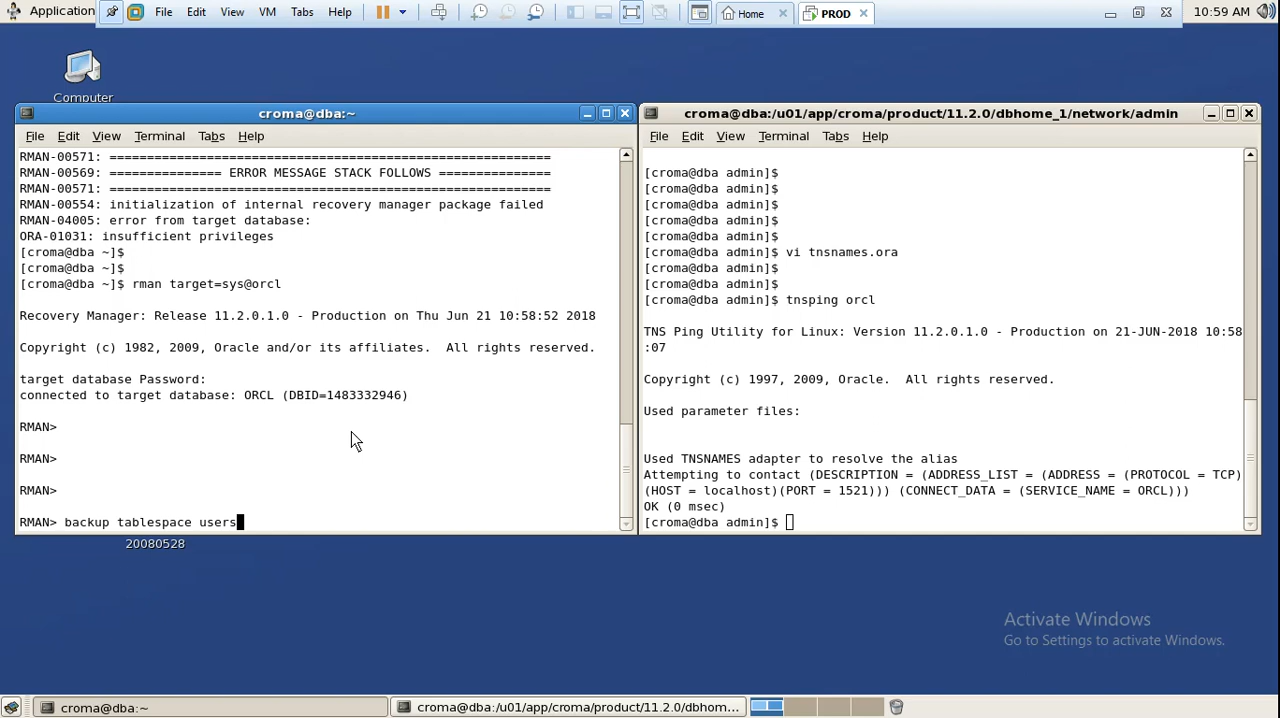 Application File Edit View VM Tabs Help Home PROD 10:59 AM
Computer
croma@dba:~
File Edit View Terminal Tabs Help
RMAN-00571: ===========================================================
RMAN-00569: =============== ERROR MESSAGE STACK FOLLOWS ===============
RMAN-00571: ===========================================================
RMAN-00554: initialization of internal recovery manager package failed
RMAN-04005: error from target database:
ORA-01031: insufficient privileges
[croma@dba ~]$
[croma@dba ~]$
[croma@dba ~]$ rman target=sys@orcl
Recovery Manager: Release 11.2.0.1.0 - Production on Thu Jun 21 10:58:52 2018
Copyright (c) 1982, 2009, Oracle and/or its affiliates.  All rights reserved.
target database Password:
connected to target database: ORCL (DBID=1483332946)
RMAN>
RMAN>
RMAN>
RMAN> backup tablespace users
croma@dba:/u01/app/croma/product/11.2.0/dbhome_1/network/admin
File Edit View Terminal Tabs Help
[croma@dba admin]$
[croma@dba admin]$
[croma@dba admin]$
[croma@dba admin]$
[croma@dba admin]$
[croma@dba admin]$ vi tnsnames.ora
[croma@dba admin]$
[croma@dba admin]$
[croma@dba admin]$ tnsping orcl
TNS Ping Utility for Linux: Version 11.2.0.1.0 - Production on 21-JUN-2018 10:58
:07
Copyright (c) 1997, 2009, Oracle.  All rights reserved.
Used parameter files:
Used TNSNAMES adapter to resolve the alias
Attempting to contact (DESCRIPTION = (ADDRESS_LIST = (ADDRESS = (PROTOCOL = TCP)
(HOST = localhost)(PORT = 1521))) (CONNECT_DATA = (SERVICE_NAME = ORCL)))
OK (0 msec)
[croma@dba admin]$
20080528
Activate Windows
Go to Settings to activate Windows.
croma@dba:~
croma@dba:/u01/app/croma/product/11.2.0/dbhom...